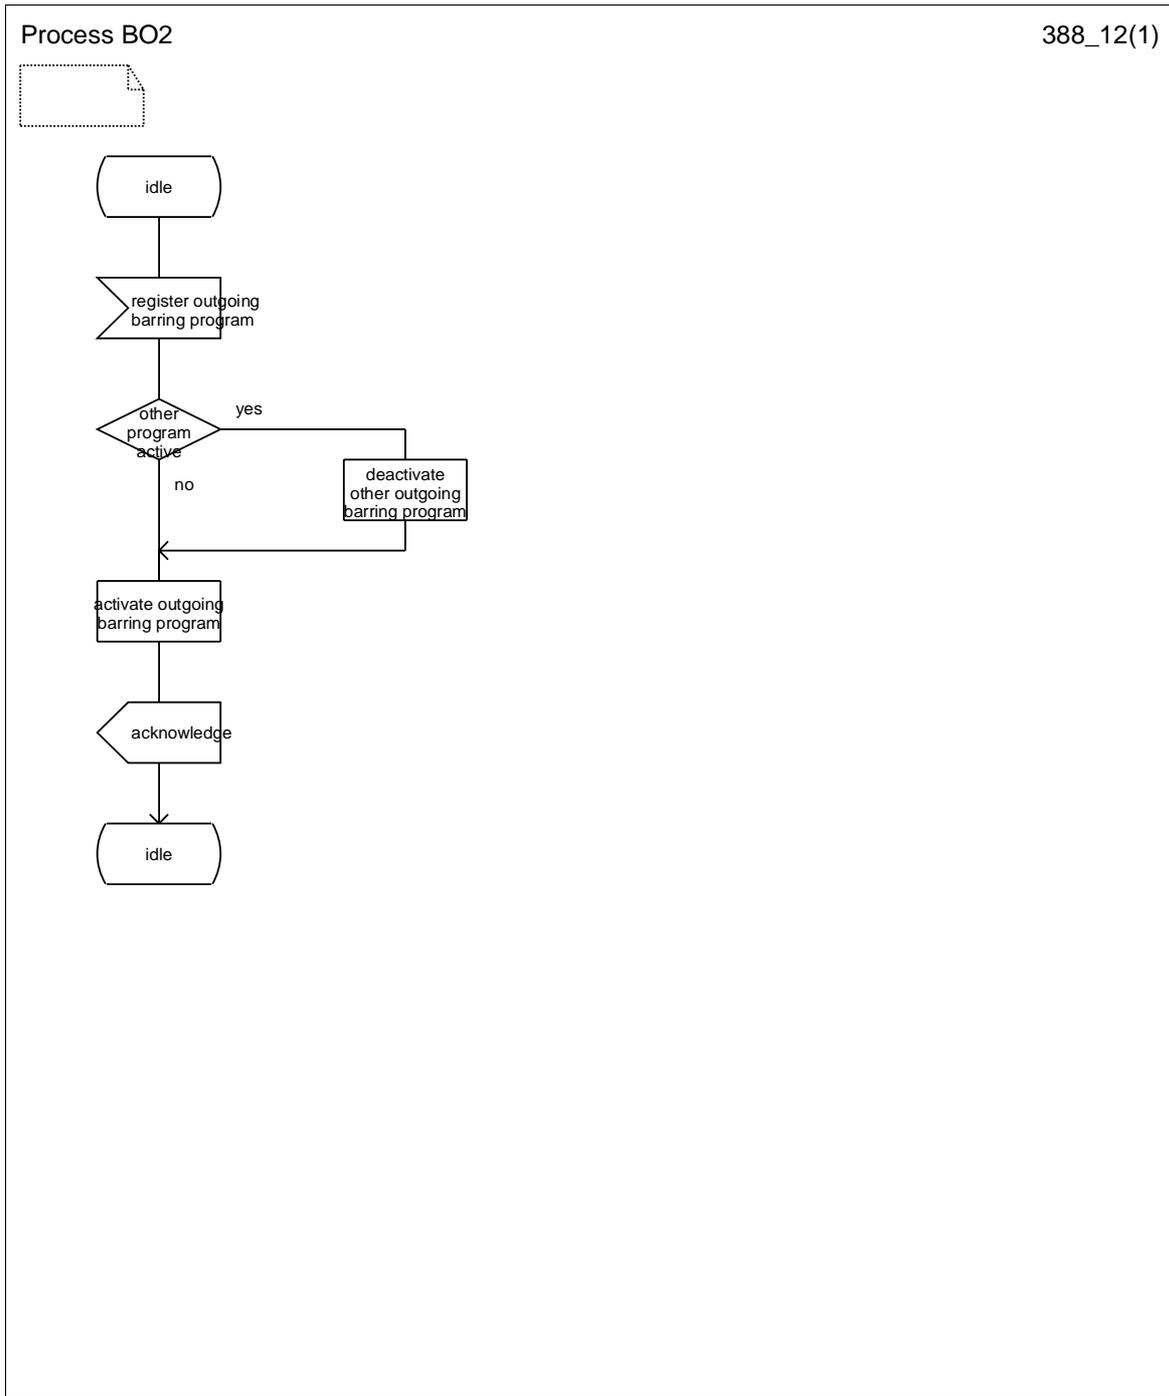 Process BO2
388_12(1)
idle
register outgoing
barring program
other
program
active
yes
no
deactivate
other outgoing
barring program
activate outgoing
barring program
acknowledge
idle